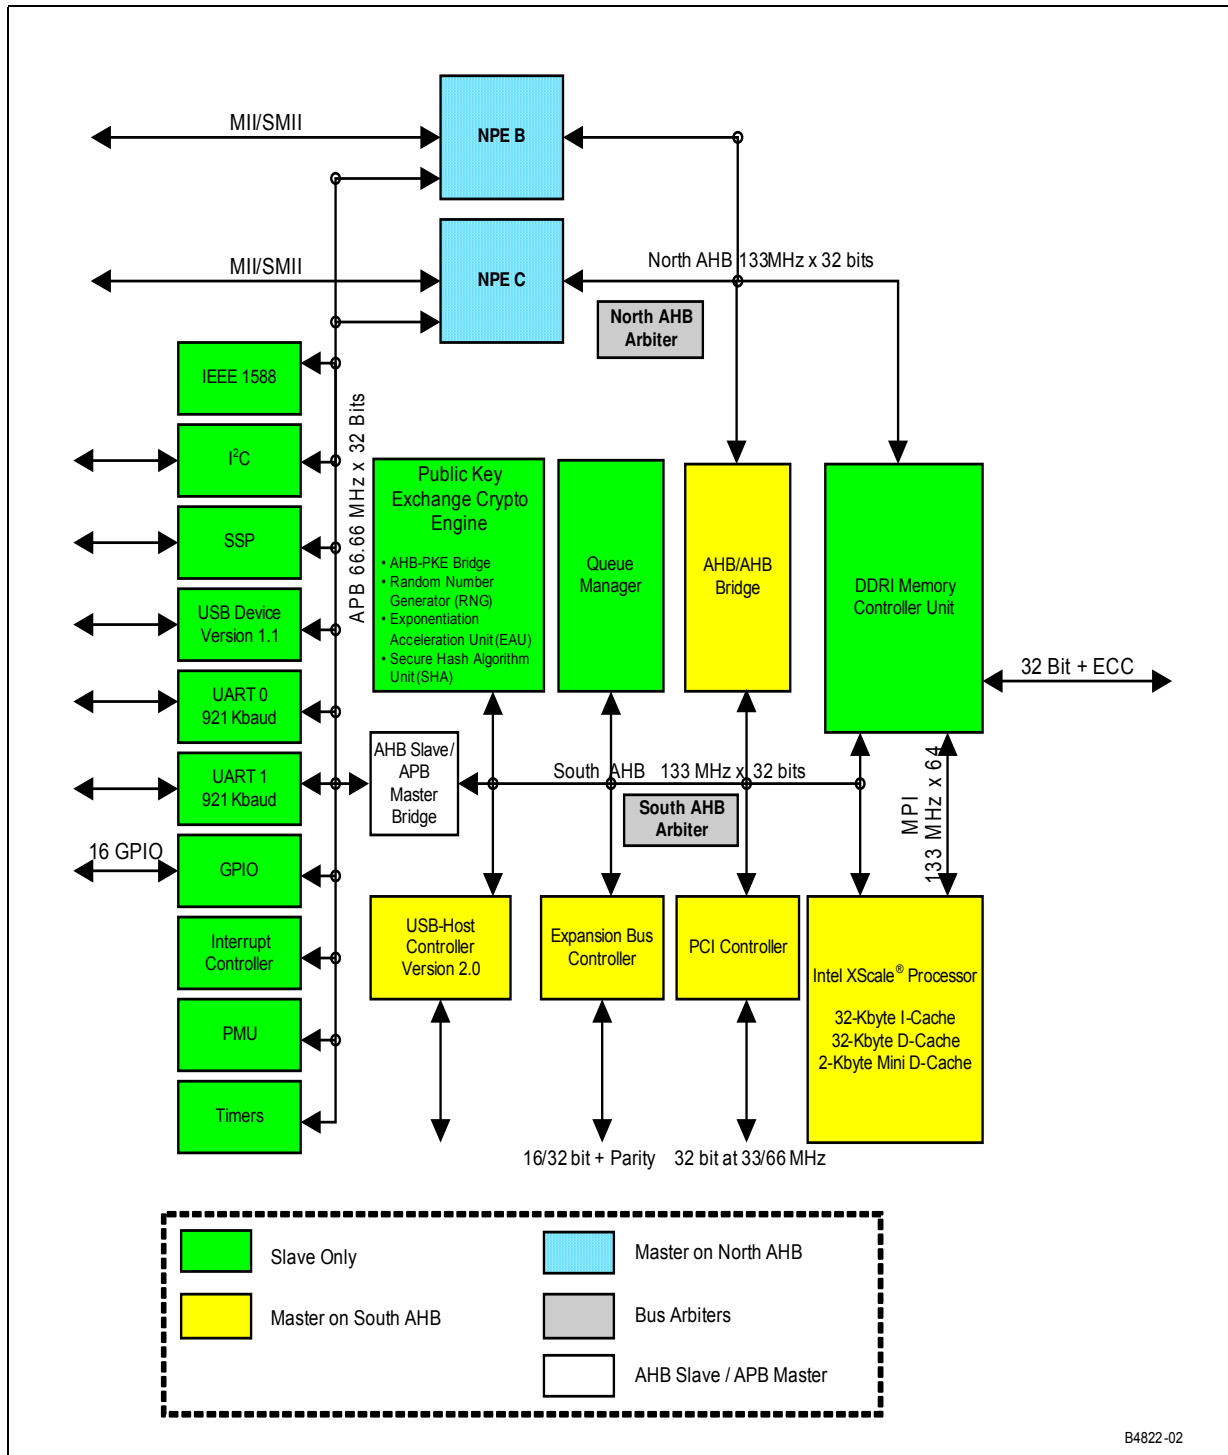 MII/SMII
NPE B
MII/SMII
NPE C
North AHB 133MHz x 32 bits
North AHB
Arbiter
IEEE 1588
I²C
SSP
USB Device
Version 1.1
UART 0
921 Kbaud
UART 1
921 Kbaud
16 GPIO
GPIO
Interrupt
Controller
PMU
Timers
APB 66.66 MHz x 32 Bits
Public Key
Exchange Crypto
Engine
• AHB-PKE Bridge
• Random Number
Generator (RNG)
• Exponentiation
Acceleration Unit (EAU)
• Secure Hash Algorithm
Unit (SHA)
Queue
Manager
AHB/AHB
Bridge
DDRI Memory
Controller Unit
32 Bit + ECC
AHB Slave/
APB
Master
Bridge
South AHB 133 MHz x 32 bits
South AHB
Arbiter
MPI
133 MHz x 64
USB-Host
Controller
Version 2.0
Expansion Bus
Controller
PCI Controller
Intel XScale® Processor
32-Kbyte I-Cache
32-Kbyte D-Cache
2-Kbyte Mini D-Cache
16/32 bit + Parity
32 bit at 33/66 MHz
Slave Only
Master on North AHB
Master on South AHB
Bus Arbiters
AHB Slave / APB Master
B4822-02